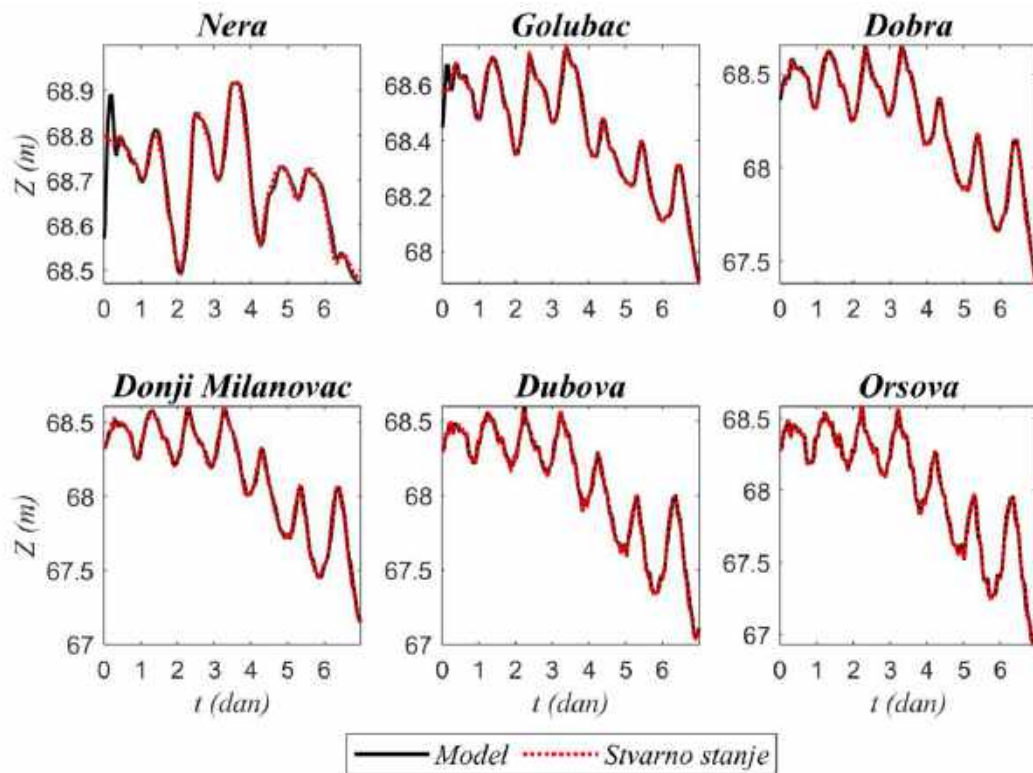 Nera
Golubac
Dobra
Z (m)
68.9
68.8
68.7
68.6
68.5
0 1 2 3 4 5 6
68.6
68.4
68.2
68
0 1 2 3 4 5 6
68.5
68
67.5
0 1 2 3 4 5 6
Donji Milanovac
Dubova
Orsova
Z (m)
68.5
68
67.5
67
0 1 2 3 4 5 6
t (dan)
68.5
68
67.5
67
0 1 2 3 4 5 6
t (dan)
68.5
68
67.5
67
0 1 2 3 4 5 6
t (dan)
Model
Stvarno stanje